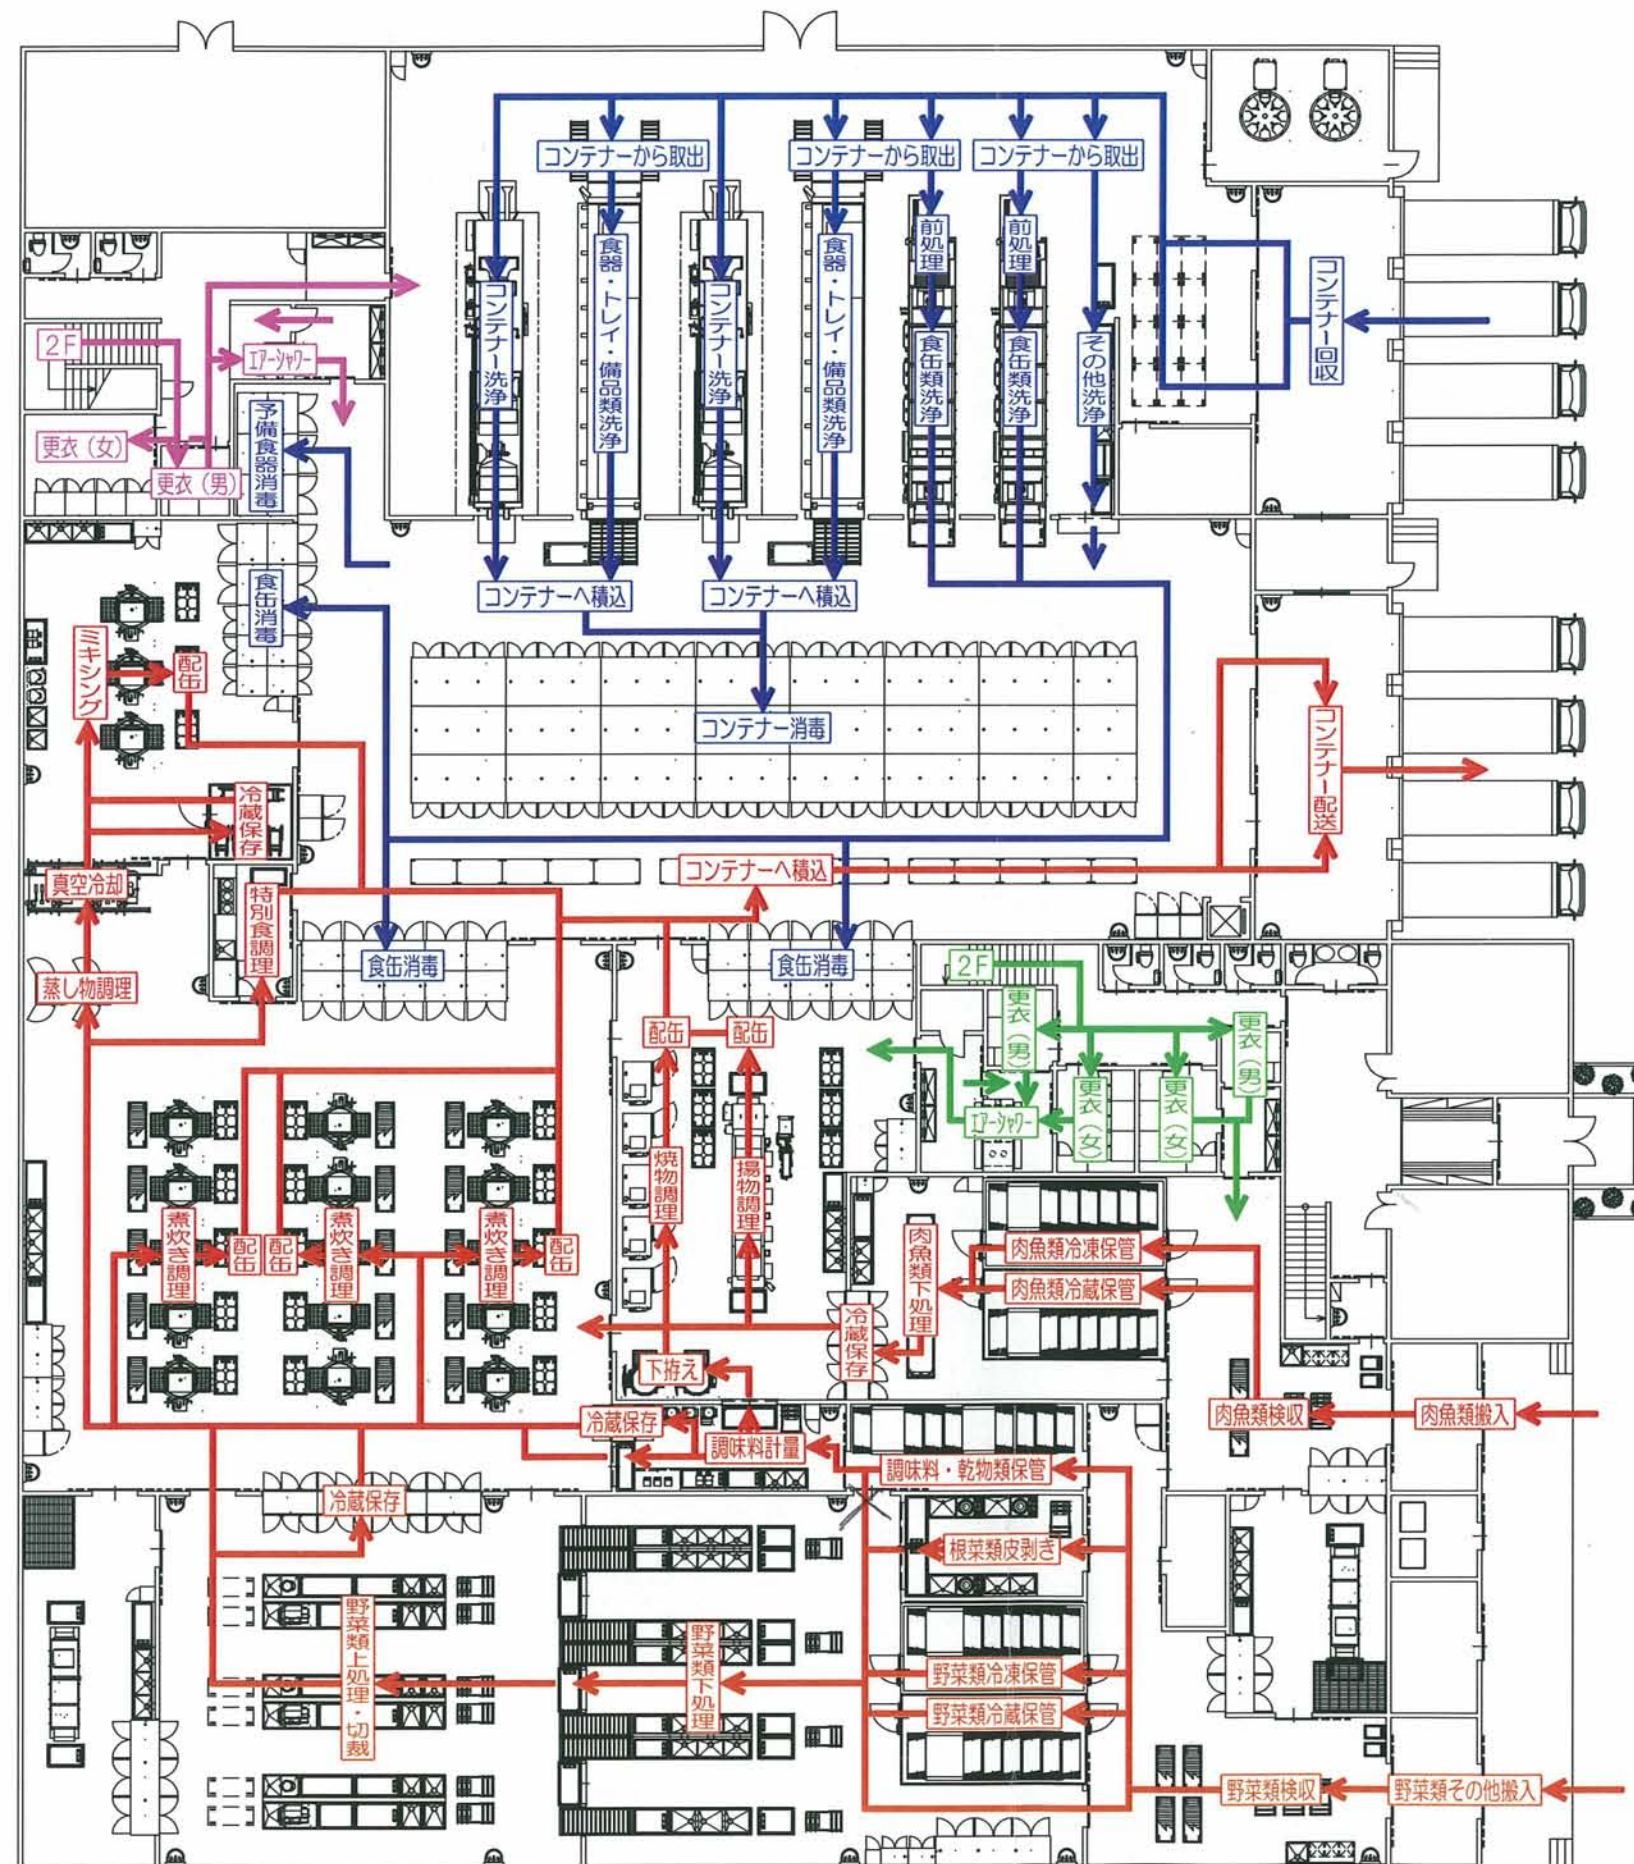 コンテナーから取出
コンテナーから取出
コンテナーから取出
前処理
前処理
食器・トレイ・備品類洗浄
食器・トレイ・備品類洗浄
コンテナー回収
コンテナー洗浄
コンテナー洗浄
食缶類洗浄
食缶類洗浄
その他洗浄
2F
エアーシャワー
予備食器消毒
更衣（女）
更衣（男）
食缶消毒
コンテナーへ積込
コンテナーへ積込
ミキシング
配缶
コンテナー消毒
コンテナー配送
冷蔵保存
真空冷却
コンテナーへ積込
特別食調理
蒸し物調理
食缶消毒
食缶消毒
2F
更衣（男）
更衣（男）
配缶
配缶
更衣（女）
更衣（女）
エアーシャワー
焼物調理
揚物調理
煮炊き調理
配缶
配缶
煮炊き調理
煮炊き調理
配缶
肉魚類下処理
肉魚類冷凍保管
肉魚類冷蔵保管
冷蔵保存
下拵え
肉魚類検収
肉魚類搬入
冷蔵保存
調味料計量
調味料・乾物類保管
冷蔵保存
根菜類皮剥き
野菜類上処理・切裁
野菜類下処理
野菜類冷凍保管
野菜類冷蔵保管
野菜類検収
野菜類その他搬入